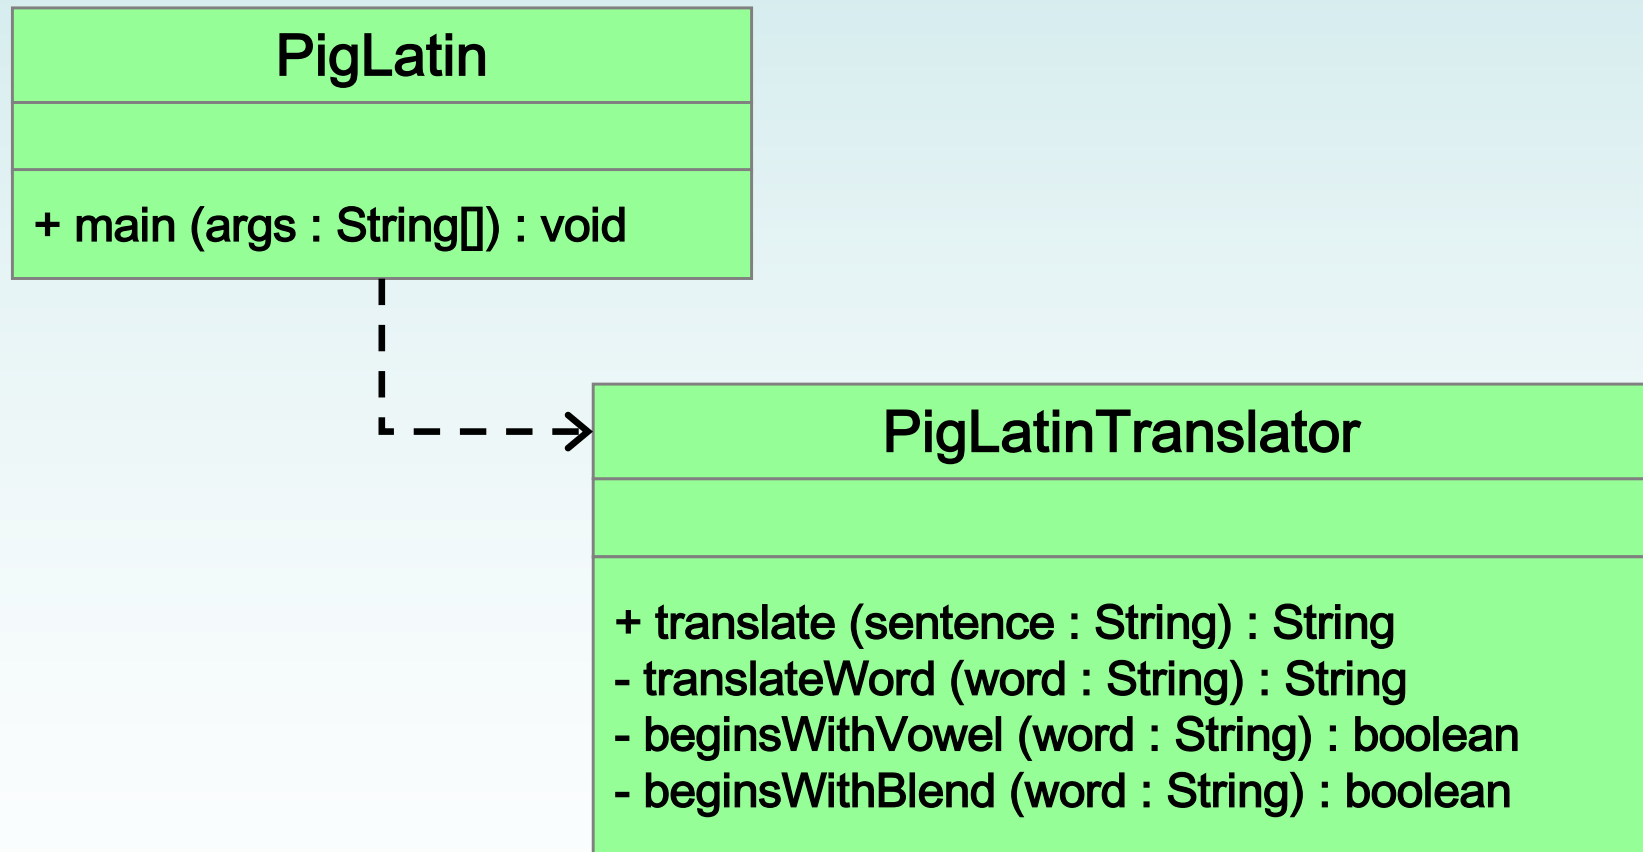 PigLatin
+ main (args : String[]) : void
PigLatinTranslator
+ translate (sentence : String) : String
- translateWord (word : String) : String
- beginsWithVowel (word : String) : boolean
- beginsWithBlend (word : String) : boolean